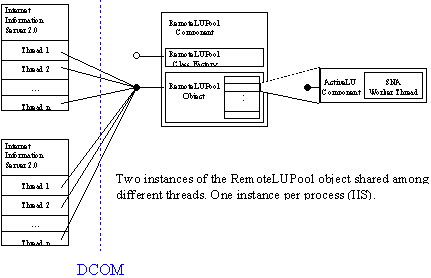 Internet
Information
Server 2.0
Thread 1
Thread 2
...
Thread n
Internet
Information
Server 2.0
Thread 1
Thread 2
...
Thread n
RemoteLUPool
Component
RemoteLUPool
Class Factory
RemoteLUPool
Object
ActiveLU
Component
SNA
Worker Thread
Two instances of the RemoteLUPool object shared among
different threads. One instance per process (IIS).
DCOM